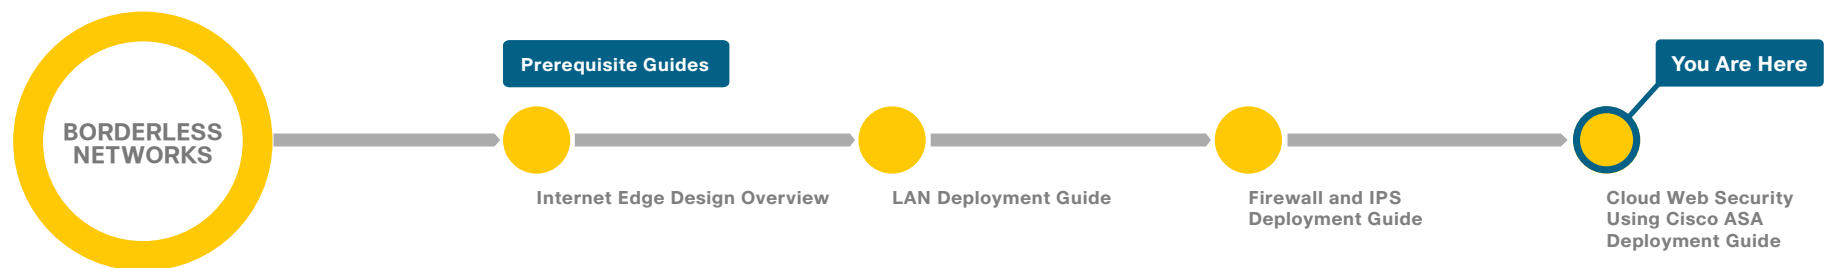 BORDERLESS
NETWORKS
Prerequisite Guides
You Are Here
Internet Edge Design Overview
LAN Deployment Guide
Firewall and IPS
Deployment Guide
Cloud Web Security
Using Cisco ASA
Deployment Guide